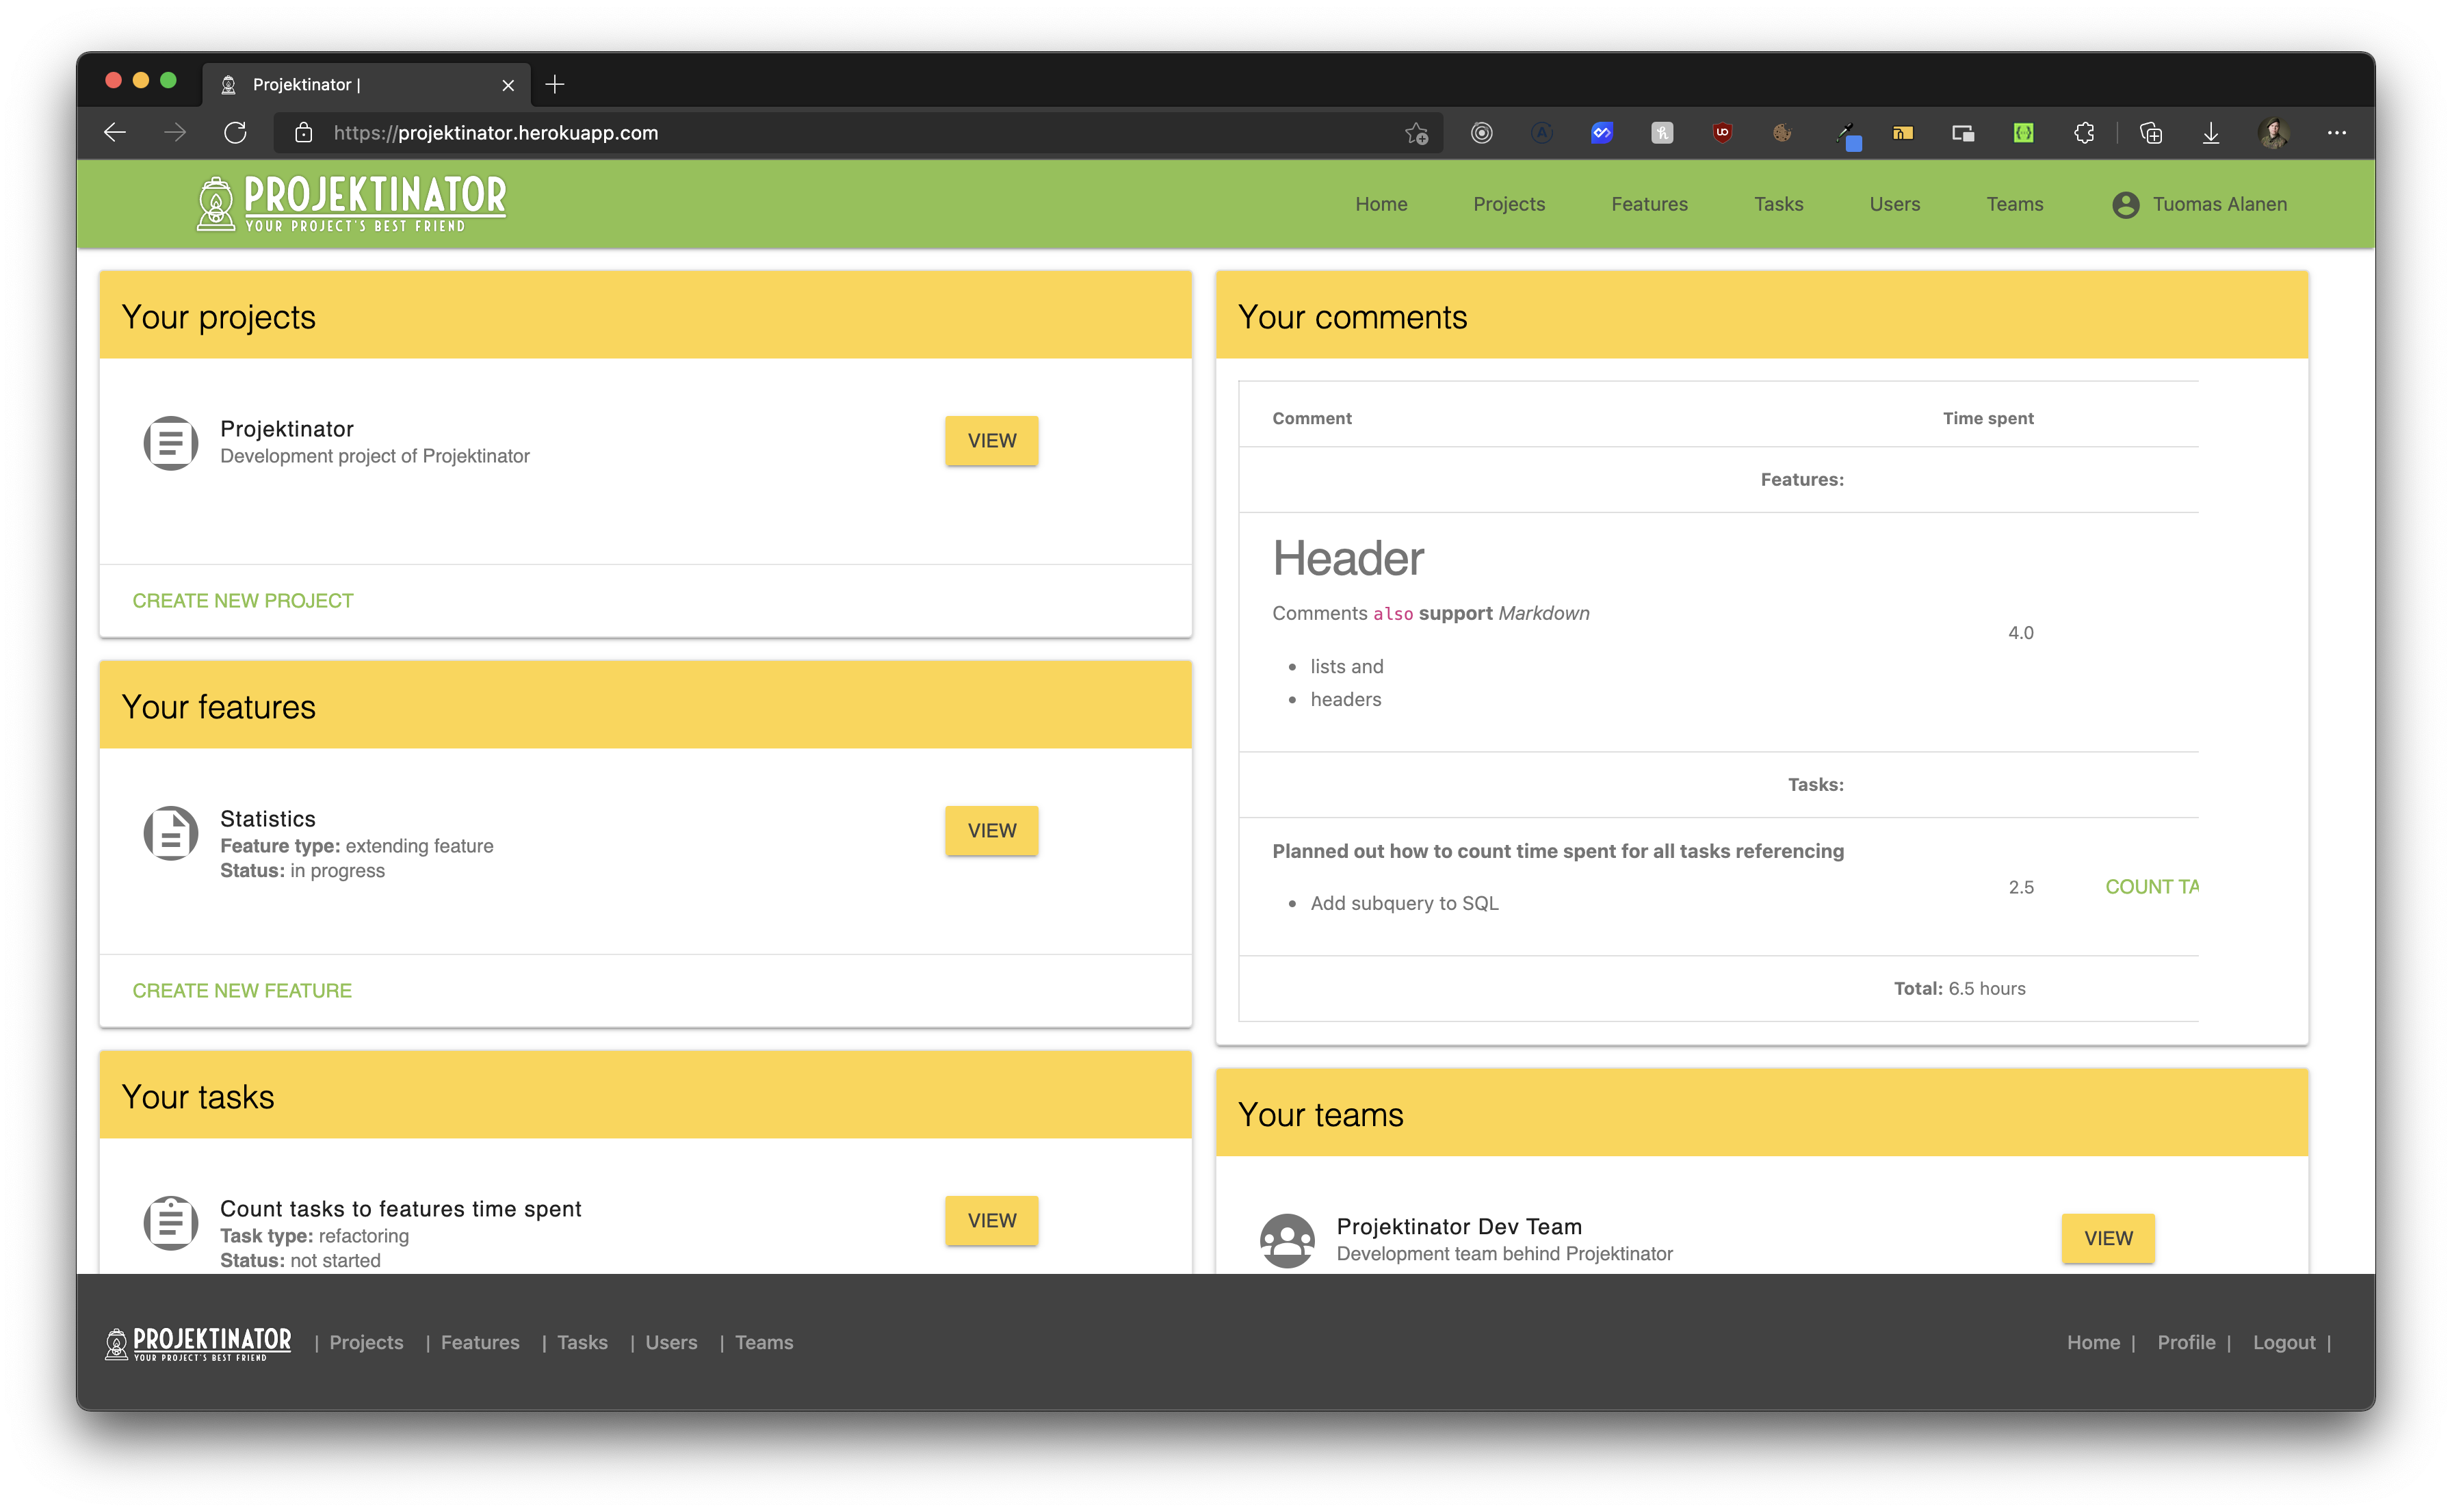 Projektinator |
https://projektinator.herokuapp.com
PROJEKTINATOR
YOUR PROJECT'S BEST FRIEND
Home Projects Features Tasks Users Teams Tuomas Alanen
Your projects
Projektinator
Development project of Projektinator
VIEW
CREATE NEW PROJECT
Your features
Statistics
Feature type: extending feature
Status: in progress
VIEW
CREATE NEW FEATURE
Your tasks
Count tasks to features time spent
Task type: refactoring
Status: not started
VIEW
Your comments
Comment Time spent
Features:
Header
Comments also support Markdown
4.0
• lists and
• headers
Tasks:
Planned out how to count time spent for all tasks referencing
2.5 COUNT TA
• Add subquery to SQL
Total: 6.5 hours
Your teams
Projektinator Dev Team
Development team behind Projektinator
VIEW
PROJEKTINATOR
YOUR PROJECT'S BEST FRIEND
| Projects | Features | Tasks | Users | Teams
Home | Profile | Logout |